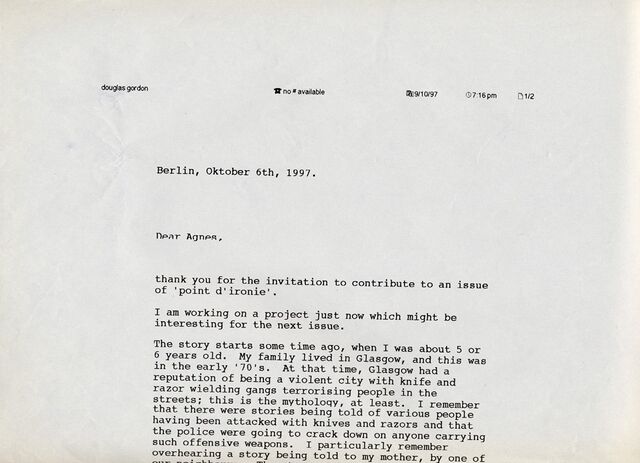 douglas gordon no # available 9/10/97 7:16 pm 1/2
Berlin, Oktober 6th, 1997.
Dear Agnes,
thank you for the invitation to contribute to an issue
of 'point d'ironie'.
I am working on a project just now which might be
interesting for the next issue.
The story starts some time ago, when I was about 5 or
6 years old. My family lived in Glasgow, and this was
in the early '70's. At that time, Glasgow had a
reputation of being a violent city with knife and
razor wielding gangs terrorising people in the
streets; this is the mythology, at least. I remember
that there were stories being told of various people
having been attacked with knives and razors and that
the police were going to crack down on anyone carrying
such offensive weapons. I particularly remember
overhearing a story being told to my mother, by one of
our